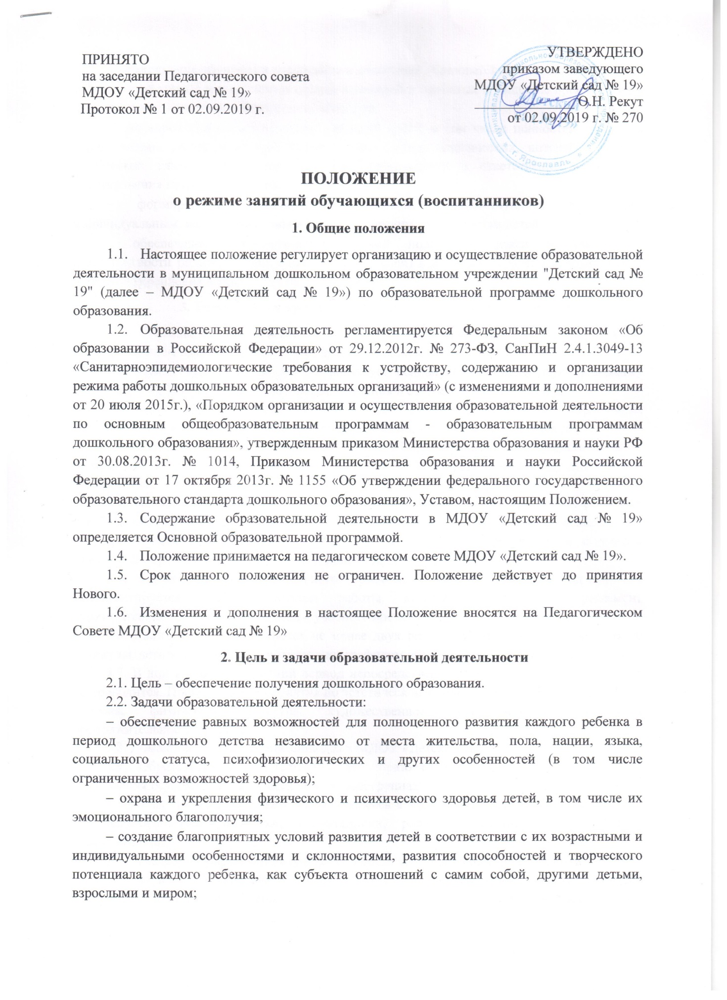 ПРИНЯТО
на заседании Педагогического совета
МДОУ «Детский сад № 19»
Протокол № 1 от 02.09.2019 г.
УТВЕРЖДЕНО
приказом заведующего
МДОУ «Детский сад № 19»
О.Н. Рекут
от 02.09.2019 г. № 270
г. Ярославль
ПОЛОЖЕНИЕ
о режиме занятий обучающихся (воспитанников)
1. Общие положения
1.1. Настоящее положение регулирует организацию и осуществление образовательной
деятельности в муниципальном дошкольном образовательном учреждении "Детский сад №
19" (далее – МДОУ «Детский сад № 19») по образовательной программе дошкольного
образования.
1.2. Образовательная деятельность регламентируется Федеральным законом «Об
образовании в Российской Федерации» от 29.12.2012г. № 273-ФЗ, СанПиН 2.4.1.3049-13
«Санитарноэпидемиологические требования к устройству, содержанию и организации
режима работы дошкольных образовательных организаций» (с изменениями и дополнениями
от 20 июля 2015г.), «Порядком организации и осуществления образовательной деятельности
по основным общеобразовательным программам - образовательным программам
дошкольного образования», утвержденным приказом Министерства образования и науки РФ
от 30.08.2013г. № 1014, Приказом Министерства образования и науки Российской
Федерации от 17 октября 2013г. № 1155 «Об утверждении федерального государственного
образовательного стандарта дошкольного образования», Уставом, настоящим Положением.
1.3. Содержание образовательной деятельности в МДОУ «Детский сад № 19»
определяется Основной образовательной программой.
1.4. Положение принимается на педагогическом совете МДОУ «Детский сад № 19».
1.5. Срок данного положения не ограничен. Положение действует до принятия
Нового.
1.6. Изменения и дополнения в настоящее Положение вносятся на Педагогическом
Совете МДОУ «Детский сад № 19»
2. Цель и задачи образовательной деятельности
2.1. Цель – обеспечение получения дошкольного образования.
2.2. Задачи образовательной деятельности:
– обеспечение равных возможностей для полноценного развития каждого ребенка в
период дошкольного детства независимо от места жительства, пола, нации, языка,
социального статуса, психофизиологических и других особенностей (в том числе
ограниченных возможностей здоровья);
– охрана и укрепления физического и психического здоровья детей, в том числе их
эмоционального благополучия;
– создание благоприятных условий развития детей в соответствии с их возрастными и
индивидуальными особенностями и склонностями, развития способностей и творческого
потенциала каждого ребенка, как субъекта отношений с самим собой, другими детьми,
взрослыми и миром;